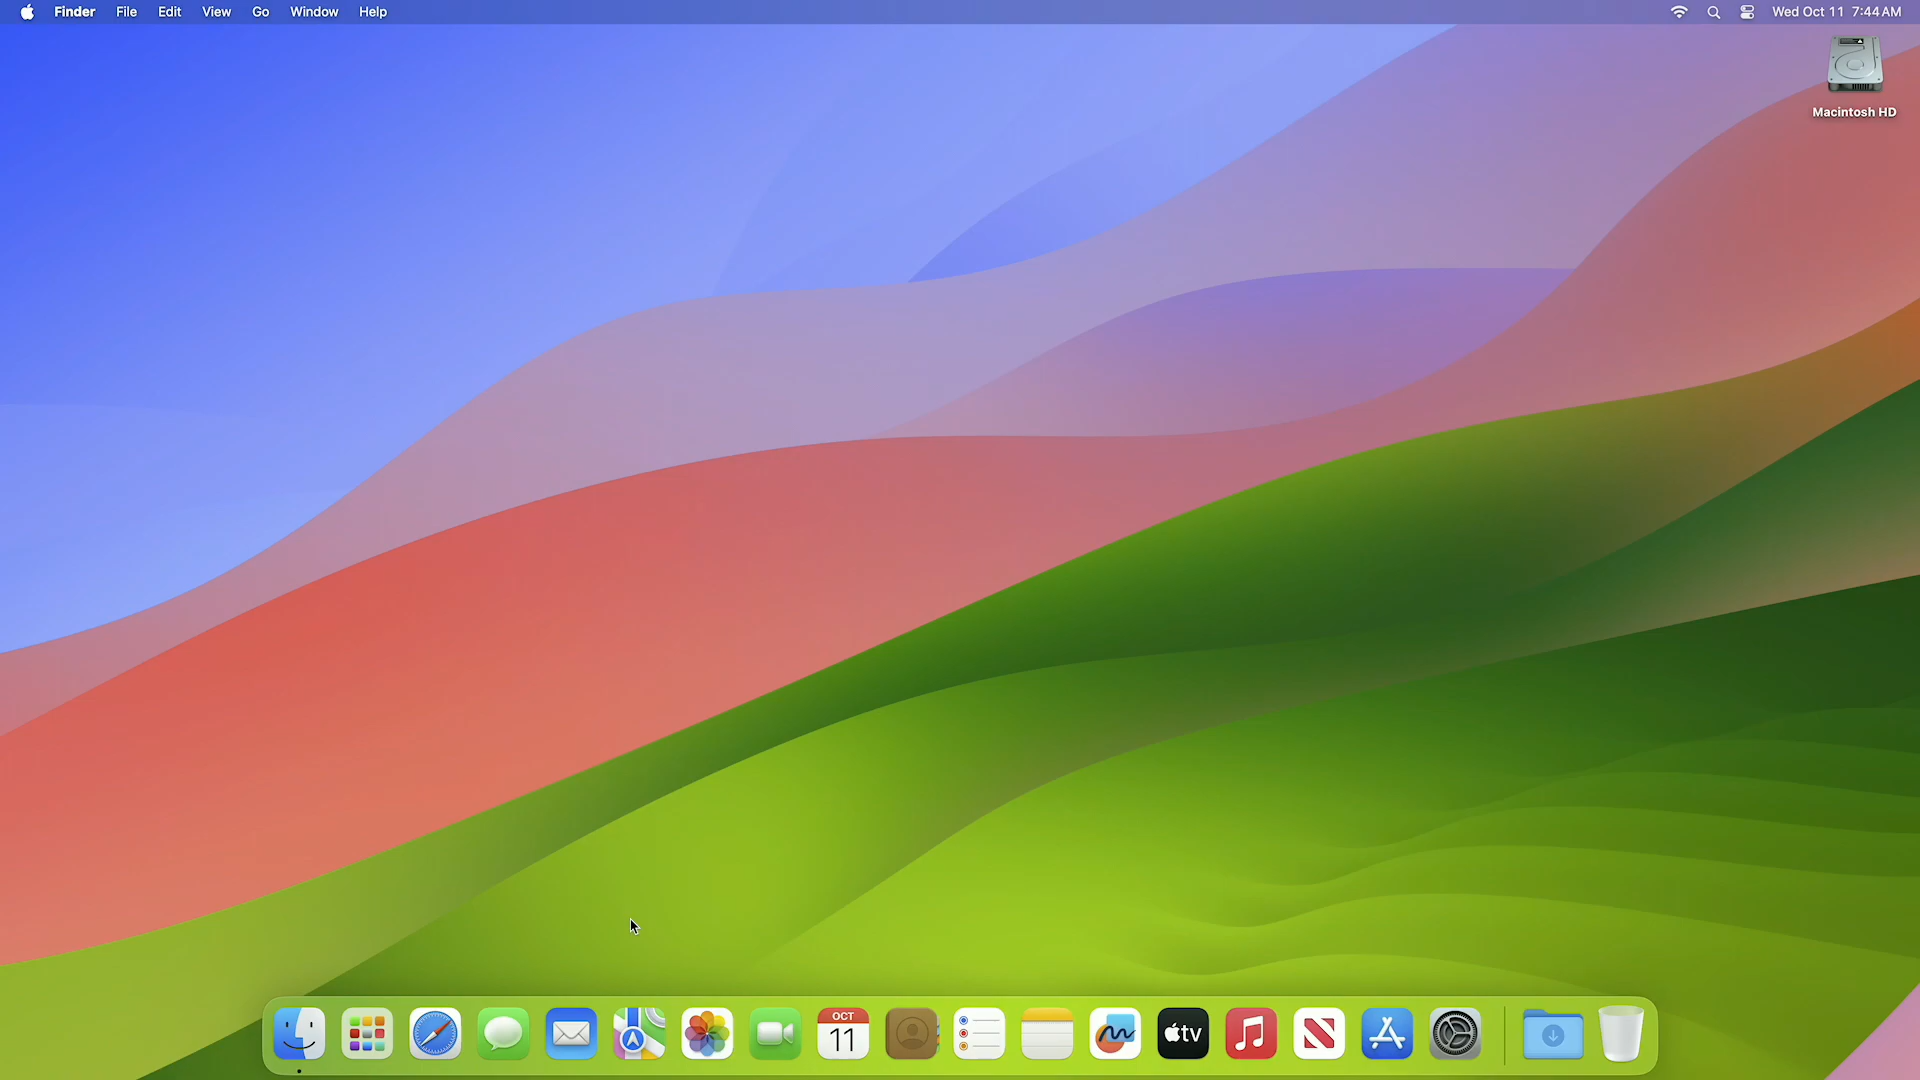 Finder File Edit View Go Window Help Wed Oct 11 7:44 AM
Macintosh HD
OCT
11
tv